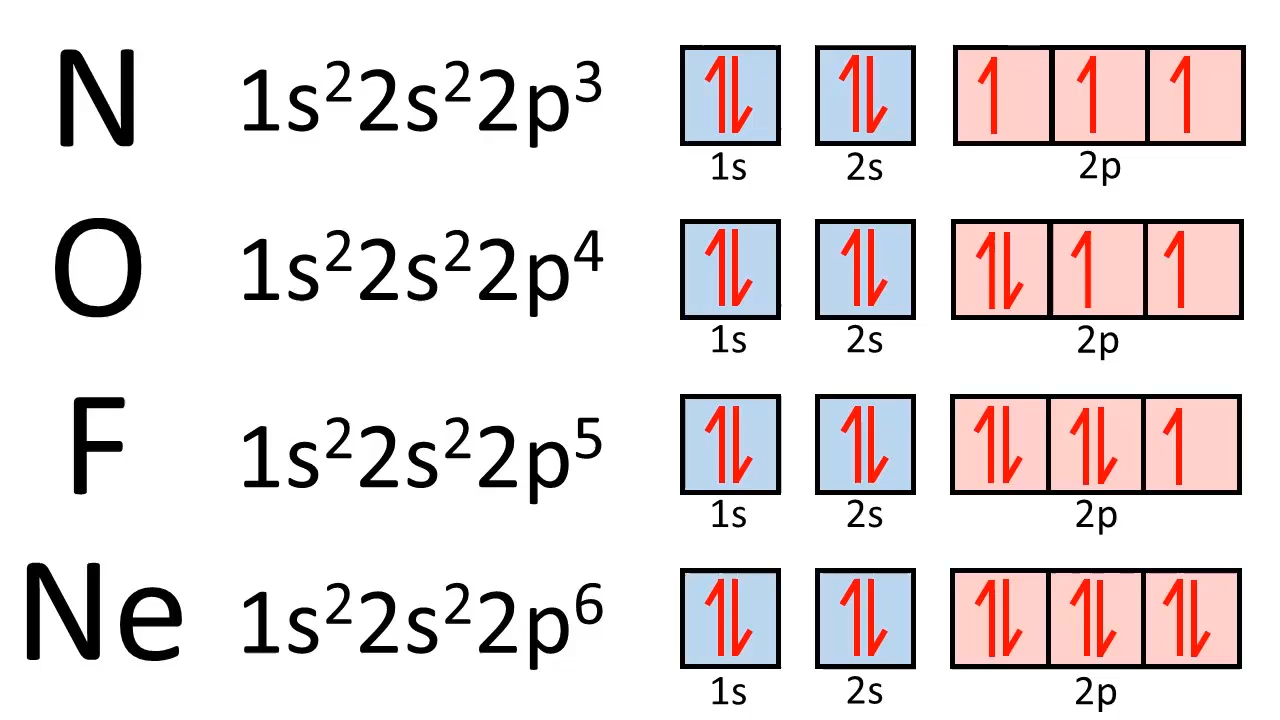 N 1s²2s²2p³
1s 2s 2p
O 1s²2s²2p⁴
1s 2s 2p
F 1s²2s²2p⁵
1s 2s 2p
Ne 1s²2s²2p⁶
1s 2s 2p